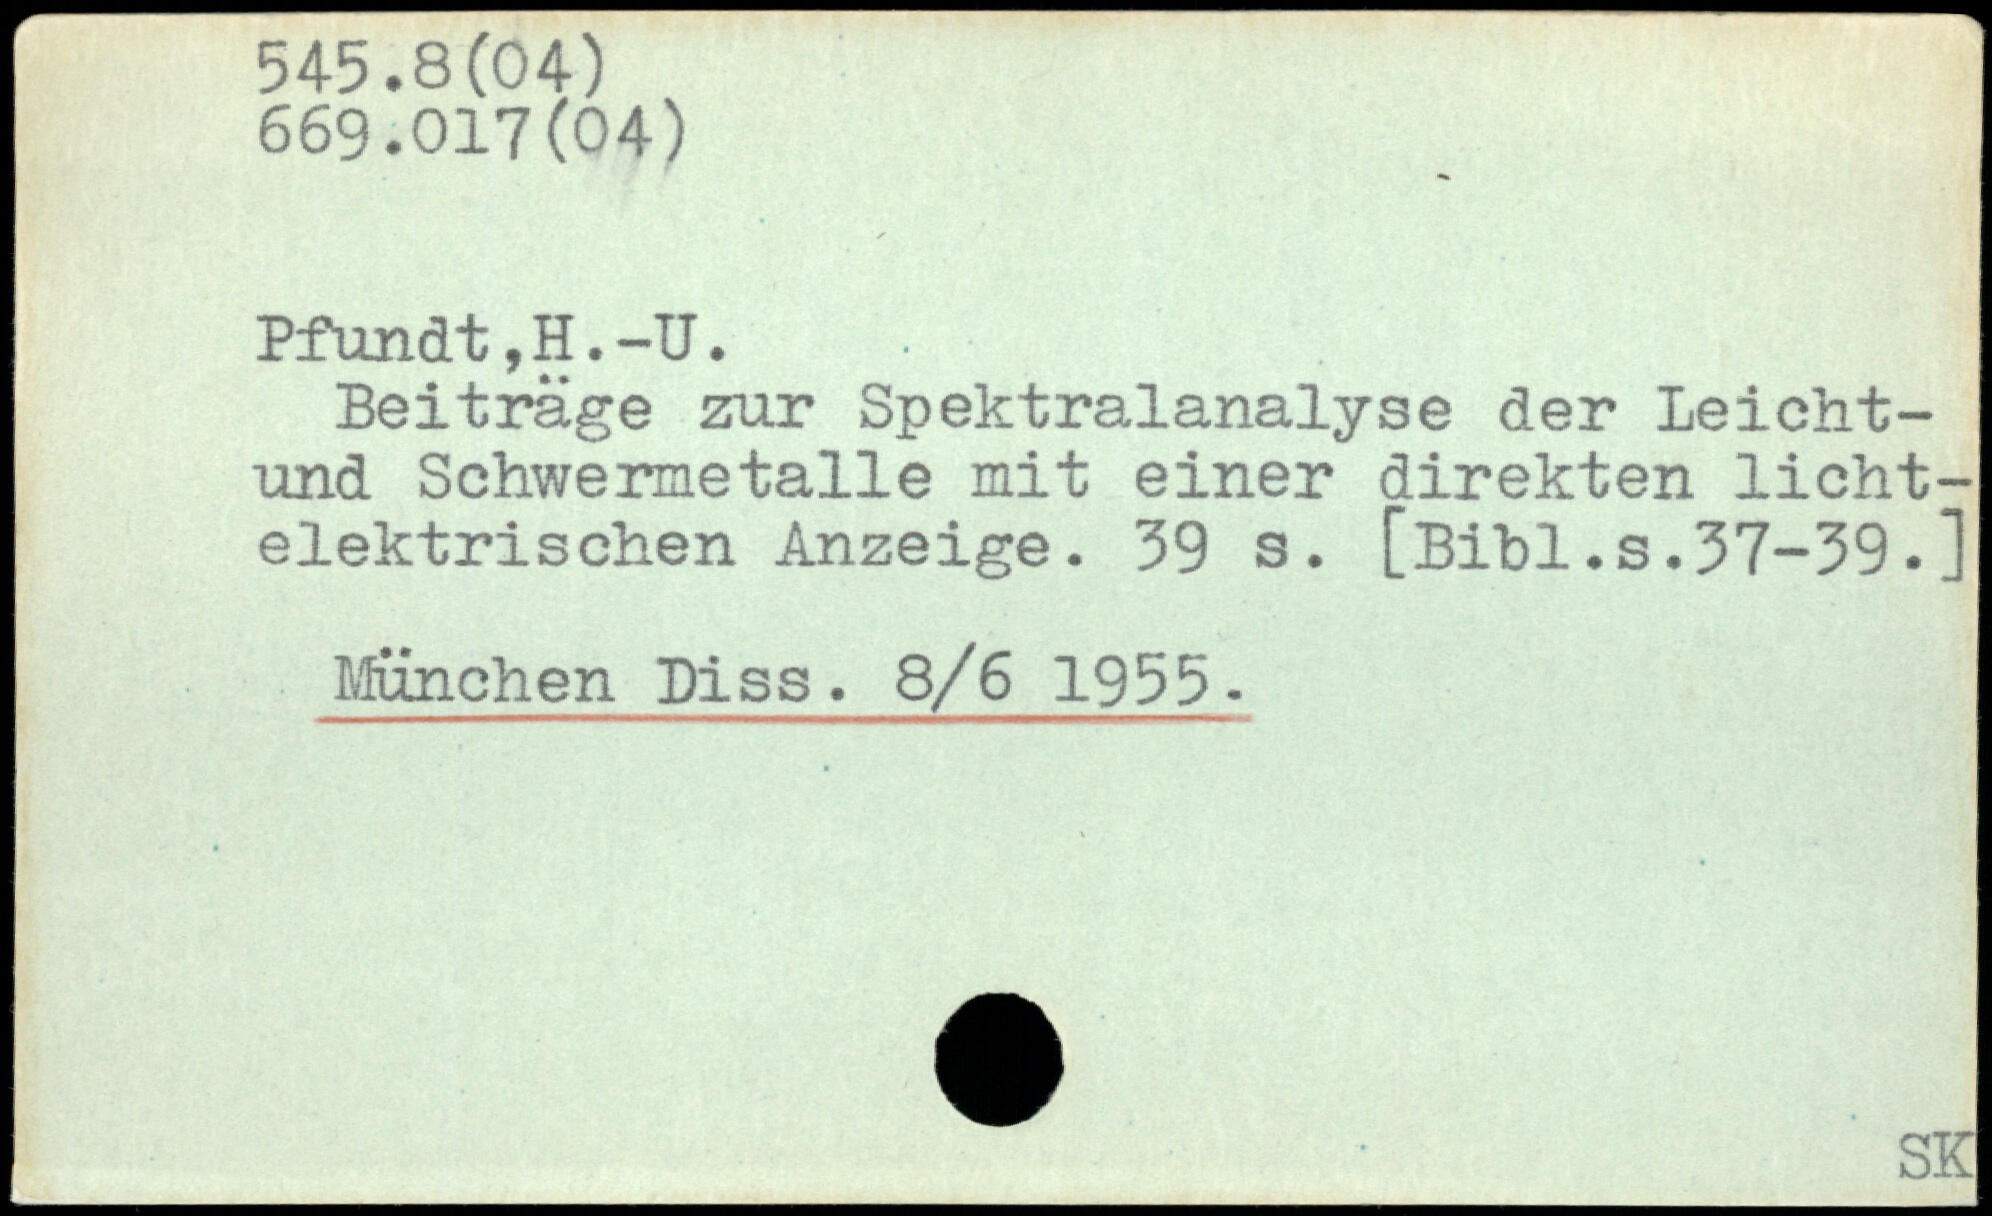 545.8(04)
669.017(04)
Pfundt,H.-U.
Beiträge zur Spektralanalyse der Leicht-
und Schwermetalle mit einer direkten licht-
elektrischen Anzeige. 39 s. [Bibl.s.37-39.]
München Diss. 8/6 1955.
SK